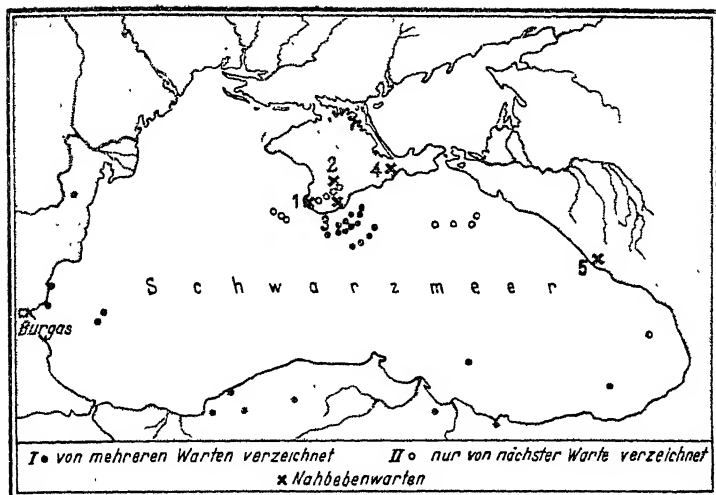 2
4
1
3
5
Schwarzmeer
Burgas
I • von mehreren Warten verzeichnet II ○ nur von nächster Warte verzeichnet
× Nahbebenwarten